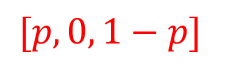 [p, 0, 1 − p]